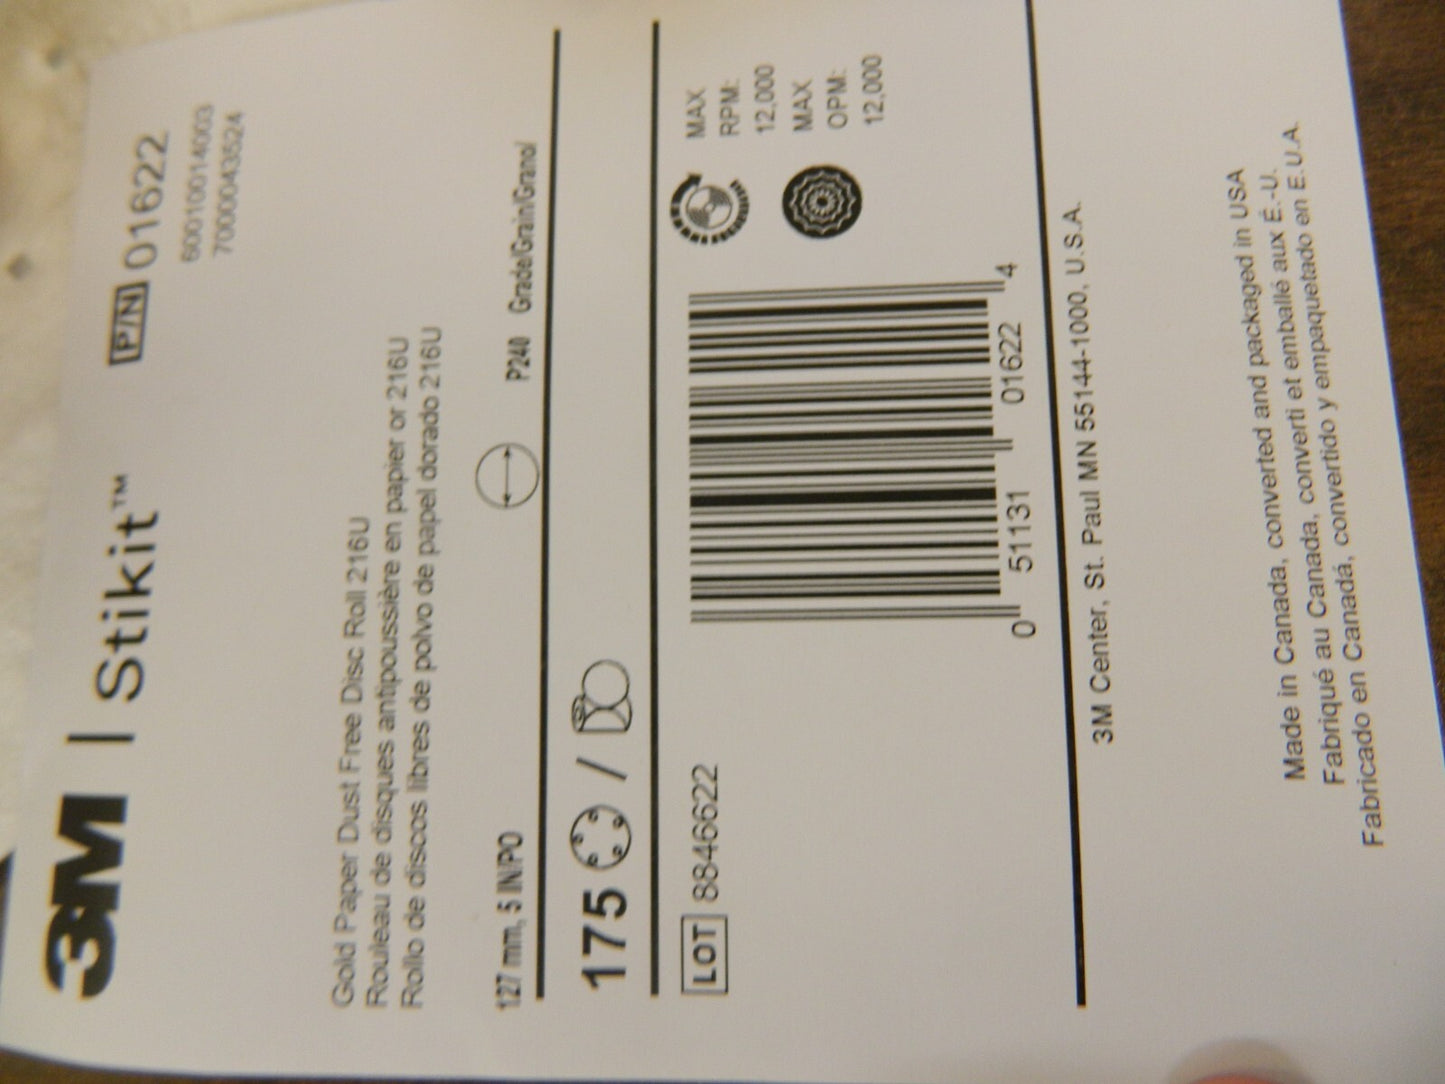 3M | Stikit™
P/N 01622
60010014003
70000043524
Gold Paper Dust Free Disc Roll 216U
Rouleau de disques antipoussière en papier or 216U
Rollo de discos libres de polvo de papel dorado 216U
127 mm, 5 IN/PO P240 Grade/Grain/Grano/
175 /
LOT 8846622
MAX
RPM:
12,000
MAX
OPM:
12,000
0 51131 01622 4
3M Center, St. Paul MN 55144-1000, U.S.A.
Made in Canada, converted and packaged in USA
Fabriqué au Canada, converti et emballé aux É.-U.
Fabricado en Canadá, convertido y empaquetado en E.U.A.